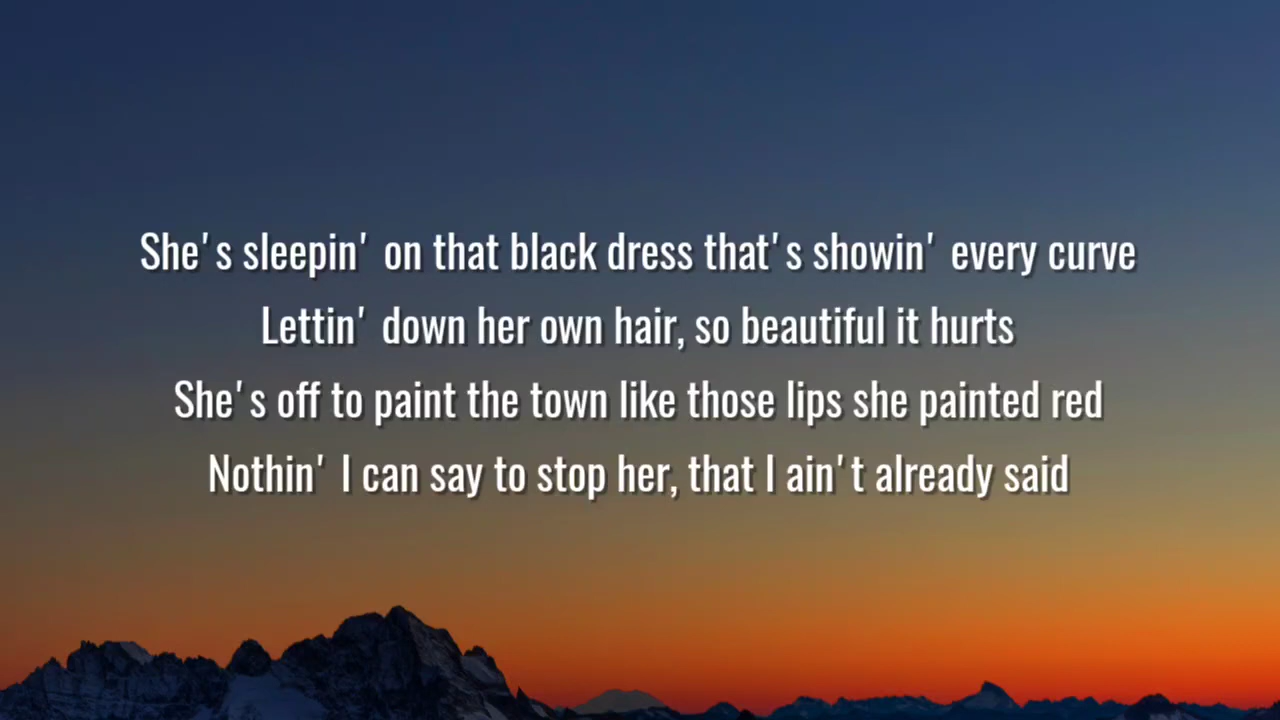 She's sleepin' on that black dress that's showin' every curve
Lettin' down her own hair, so beautiful it hurts
She's off to paint the town like those lips she painted red
Nothin' I can say to stop her, that I ain't already said